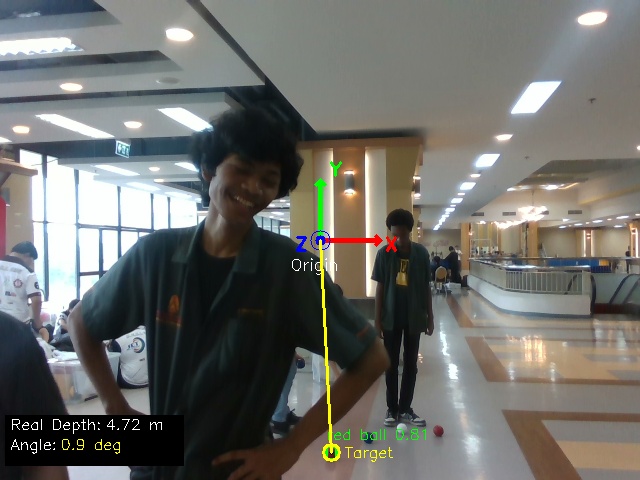 Y
Z
X
Origin
Real Depth: 4.72 m
Angle: 0.9 deg
ed ball 0.81
Target